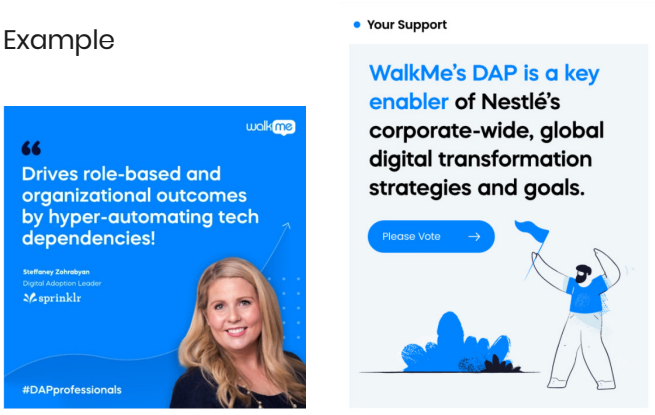 Example
walkme
“
Drives role-based and
organizational outcomes
by hyper-automating tech
dependencies!
Steffaney Zohrabyan
Digital Adoption Leader
sprinklr
#DAPprofessionals
Your Support
WalkMe's DAP is a key
enabler of Nestlé's
corporate-wide, global
digital transformation
strategies and goals.
Please Vote →